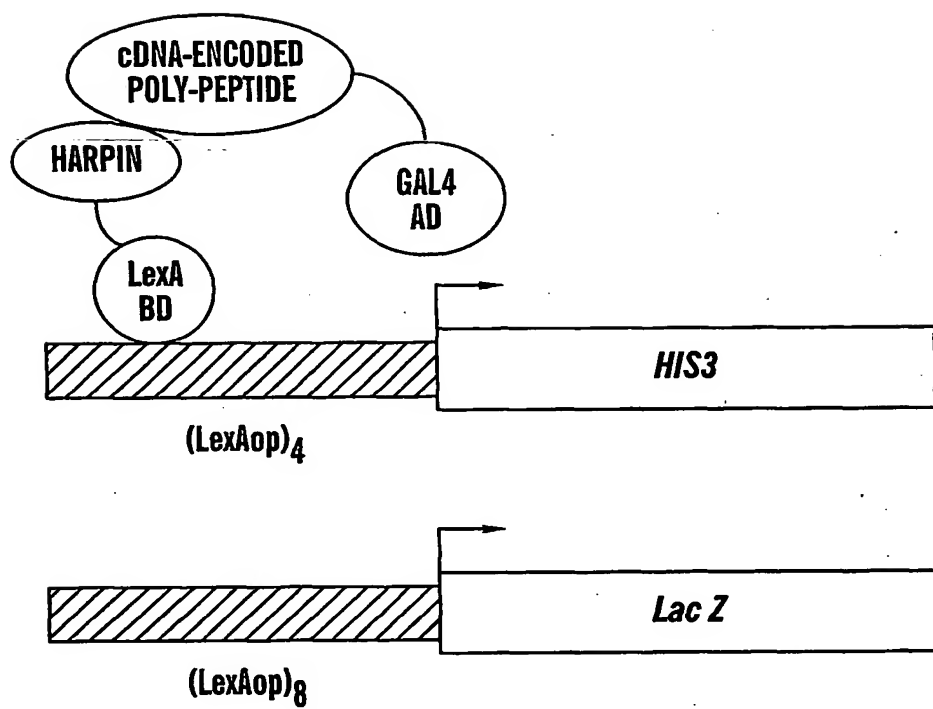 cDNA-ENCODED
POLY-PEPTIDE
HARPIN
GAL4
AD
LexA
BD
HIS3
(LexAop)4
Lac Z
(LexAop)8